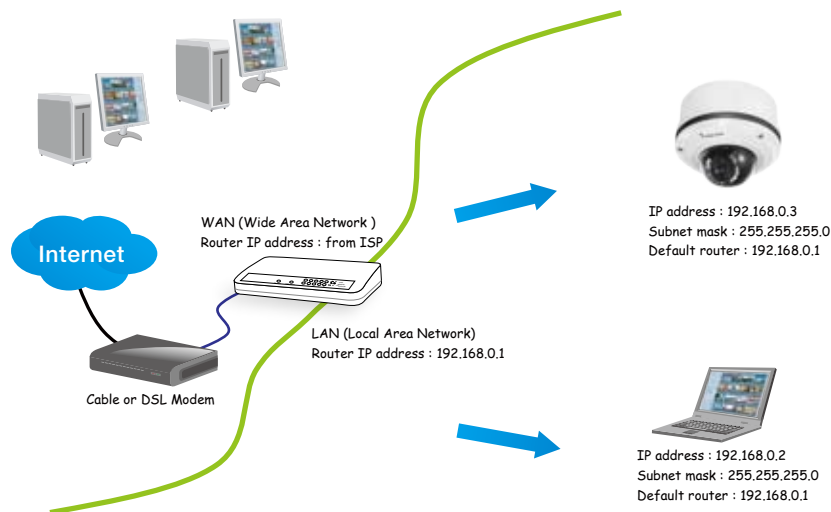 WAN (Wide Area Network )
Router IP address : from ISP
Internet
LAN (Local Area Network)
Router IP address : 192.168.0.1
Cable or DSL Modem
IP address : 192.168.0.3
Subnet mask : 255.255.255.0
Default router : 192.168.0.1
IP address : 192.168.0.2
Subnet mask : 255.255.255.0
Default router : 192.168.0.1